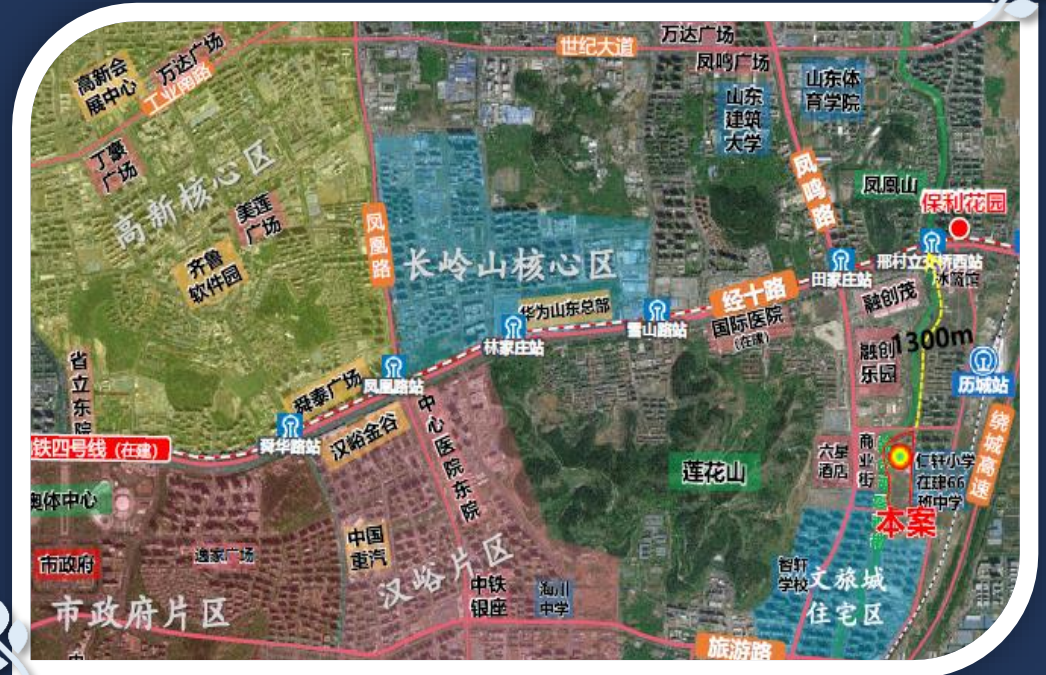 世纪大道
万达广场
凤鸣广场
高新会
展中心
万达广场
工业南路
丁豪
广场
高新核心区
美莲
广场
齐鲁
软件园
山东
建筑
大学
山东体
育学院
凤鸣路
凤凰山
保利花园
邢村立交桥西站
冰篮馆
凤凰路
长岭山核心区
华为山东总部
林家庄站
雪山路站
经十路
田家庄站
国际医院
(在建)
融创茂
融创
乐园
1300m
历城站
绕城高速
省立东院
舜泰广场
凤凰路站
舜华路站
汉峪金谷
中心医院东院
铁四号线（在建）
奥体中心
市政府
逸家广场
中国
重汽
汉峪片区
市政府片区
中铁
银座
海川
中学
莲花山
六星
酒店
商业街
仁轩小学
在建66
班中学
本案
智轩
学校
文旅城
住宅区
旅游路